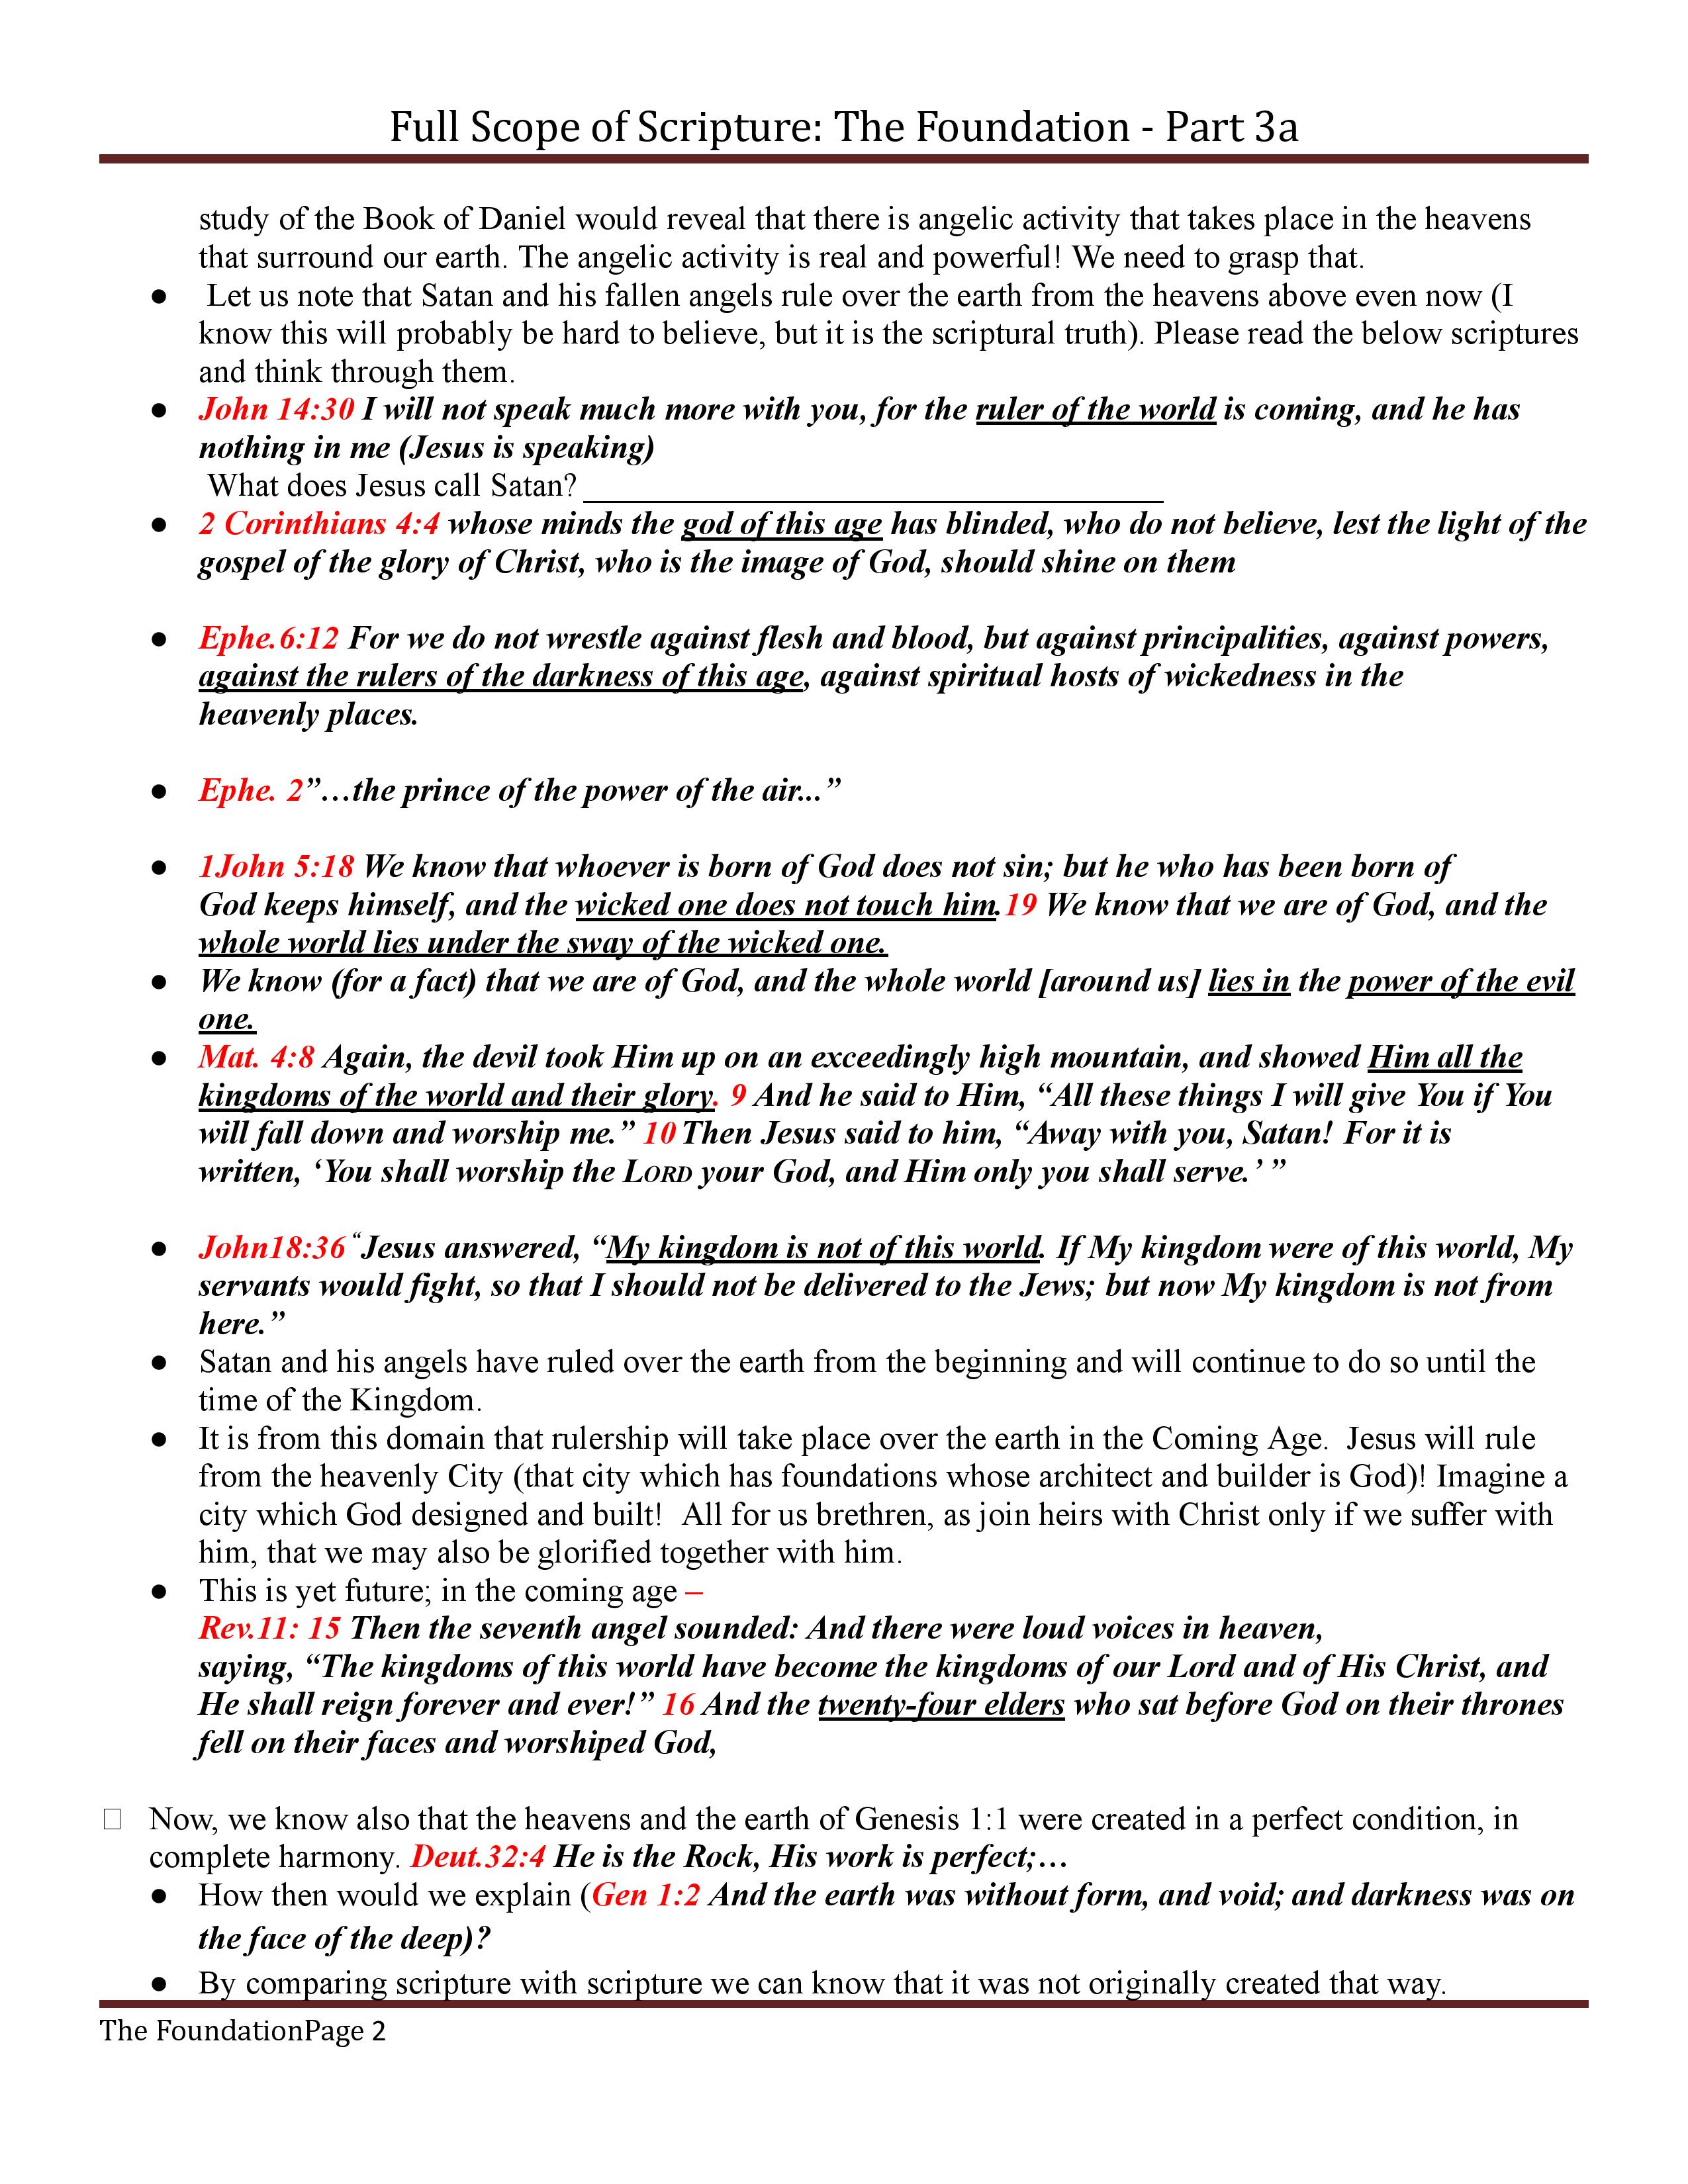 Full Scope of Scripture: The Foundation - Part 3a
study of the Book of Daniel would reveal that there is angelic activity that takes place in the heavens
that surround our earth. The angelic activity is real and powerful! We need to grasp that.
● Let us note that Satan and his fallen angels rule over the earth from the heavens above even now (I
know this will probably be hard to believe, but it is the scriptural truth). Please read the below scriptures
and think through them.
● John 14:30 I will not speak much more with you, for the ruler of the world is coming, and he has
nothing in me (Jesus is speaking)
What does Jesus call Satan? ___________________________________
● 2 Corinthians 4:4 whose minds the god of this age has blinded, who do not believe, lest the light of the
gospel of the glory of Christ, who is the image of God, should shine on them
● Ephe.6:12 For we do not wrestle against flesh and blood, but against principalities, against powers,
against the rulers of the darkness of this age, against spiritual hosts of wickedness in the
heavenly places.
● Ephe. 2”…the prince of the power of the air...”
● 1John 5:18 We know that whoever is born of God does not sin; but he who has been born of
God keeps himself, and the wicked one does not touch him.19 We know that we are of God, and the
whole world lies under the sway of the wicked one.
● We know (for a fact) that we are of God, and the whole world [around us] lies in the power of the evil
one.
● Mat. 4:8 Again, the devil took Him up on an exceedingly high mountain, and showed Him all the
kingdoms of the world and their glory. 9 And he said to Him, “All these things I will give You if You
will fall down and worship me.” 10 Then Jesus said to him, “Away with you, Satan! For it is
written, ‘You shall worship the LORD your God, and Him only you shall serve.’ ”
● John18:36 “Jesus answered, “My kingdom is not of this world. If My kingdom were of this world, My
servants would fight, so that I should not be delivered to the Jews; but now My kingdom is not from
here.”
● Satan and his angels have ruled over the earth from the beginning and will continue to do so until the
time of the Kingdom.
● It is from this domain that rulership will take place over the earth in the Coming Age. Jesus will rule
from the heavenly City (that city which has foundations whose architect and builder is God)! Imagine a
city which God designed and built! All for us brethren, as join heirs with Christ only if we suffer with
him, that we may also be glorified together with him.
● This is yet future; in the coming age –
Rev.11: 15 Then the seventh angel sounded: And there were loud voices in heaven,
saying, “The kingdoms of this world have become the kingdoms of our Lord and of His Christ, and
He shall reign forever and ever!” 16 And the twenty-four elders who sat before God on their thrones
fell on their faces and worshiped God,
□ Now, we know also that the heavens and the earth of Genesis 1:1 were created in a perfect condition, in
complete harmony. Deut.32:4 He is the Rock, His work is perfect;…
● How then would we explain (Gen 1:2 And the earth was without form, and void; and darkness was on
the face of the deep)?
● By comparing scripture with scripture we can know that it was not originally created that way.
The FoundationPage 2